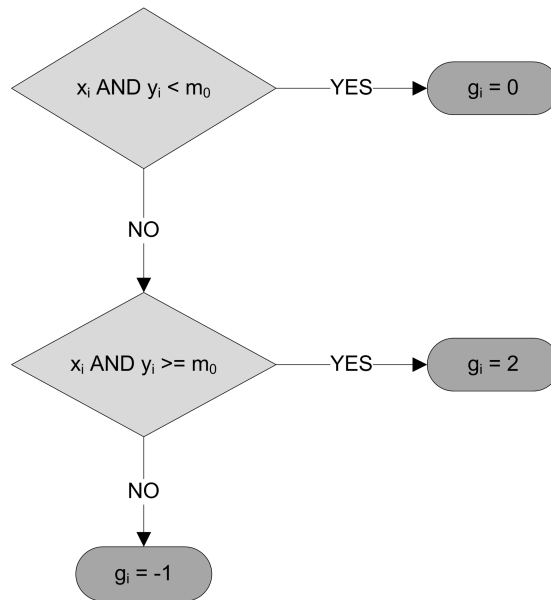 xᵢ AND yᵢ < m₀
YES
gᵢ = 0
NO
xᵢ AND yᵢ >= m₀
YES
gᵢ = 2
NO
gᵢ = -1